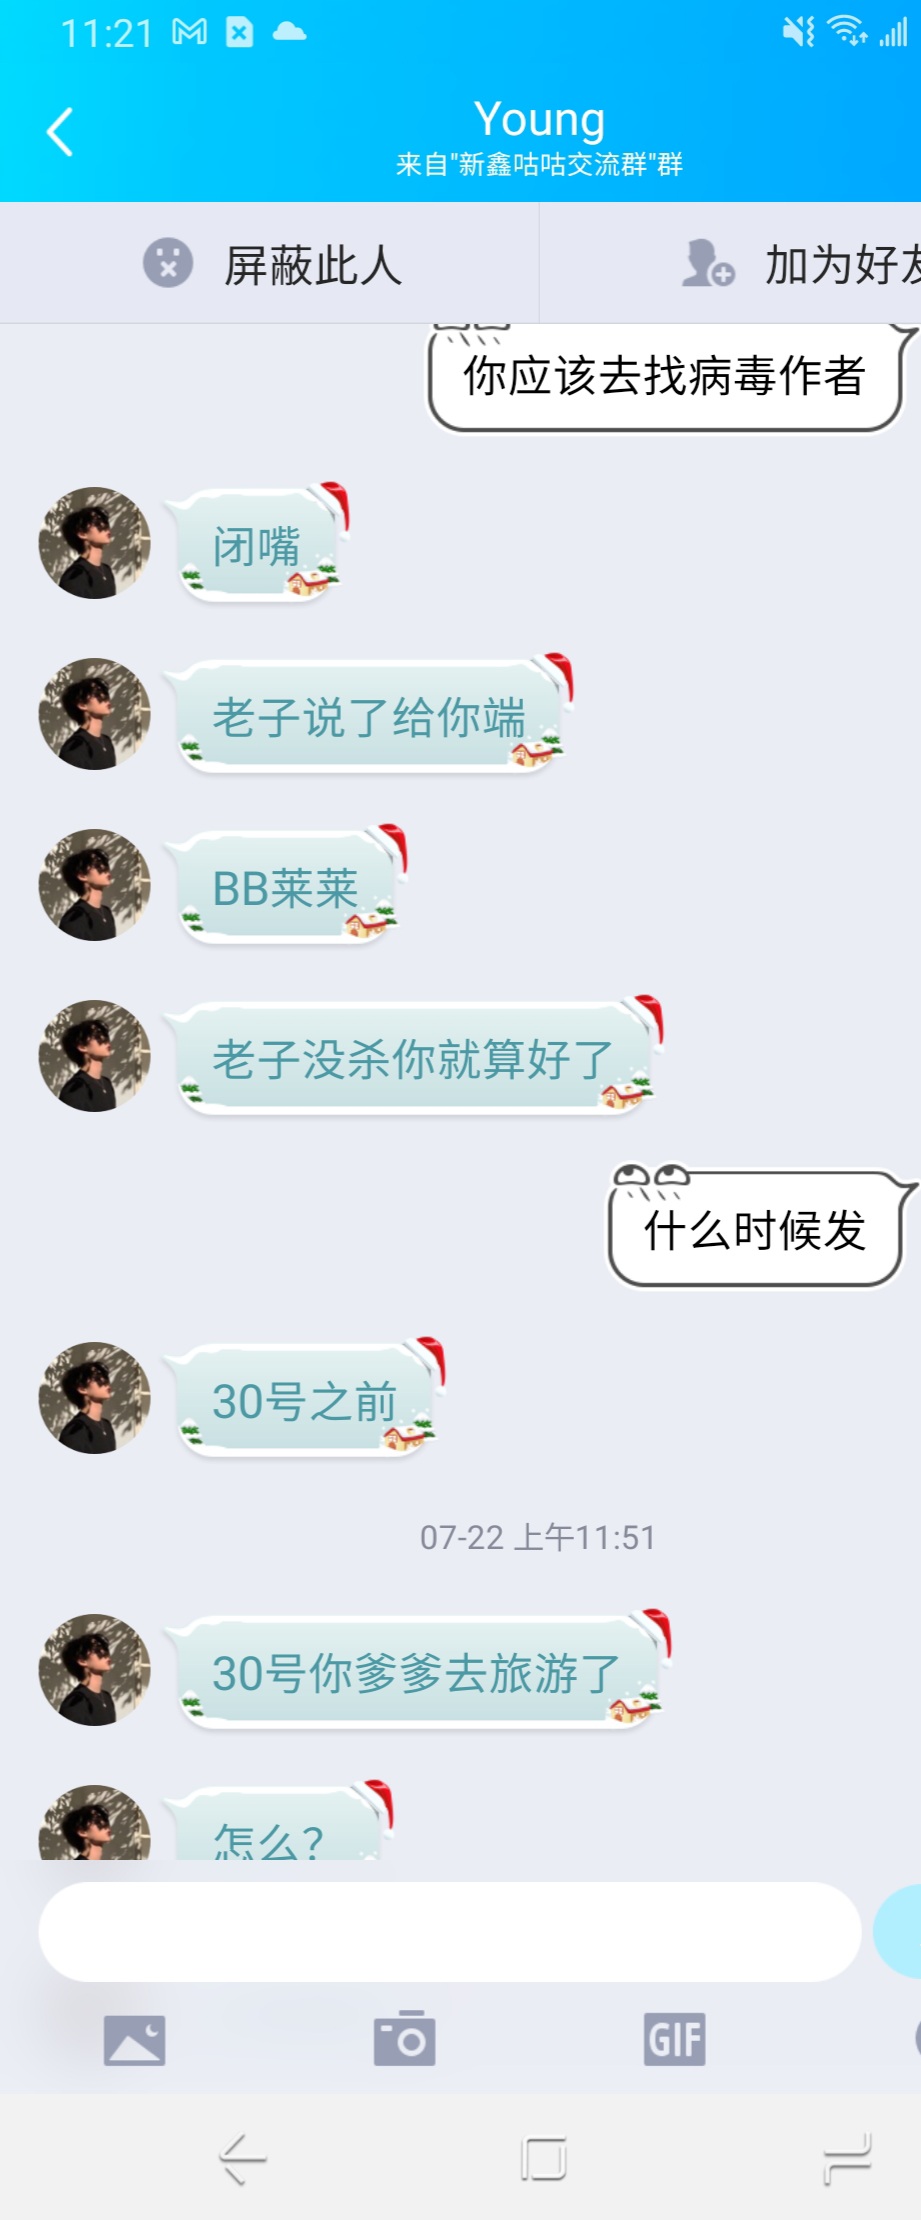 11:21
Young
来自"新鑫咕咕交流群"群
屏蔽此人
加为好友
你应该去找病毒作者
闭嘴
老子说了给你端
BB莱莱
老子没杀你就算好了
什么时候发
30号之前
07-22 上午11:51
30号你爹爹去旅游了
怎么?
GIF